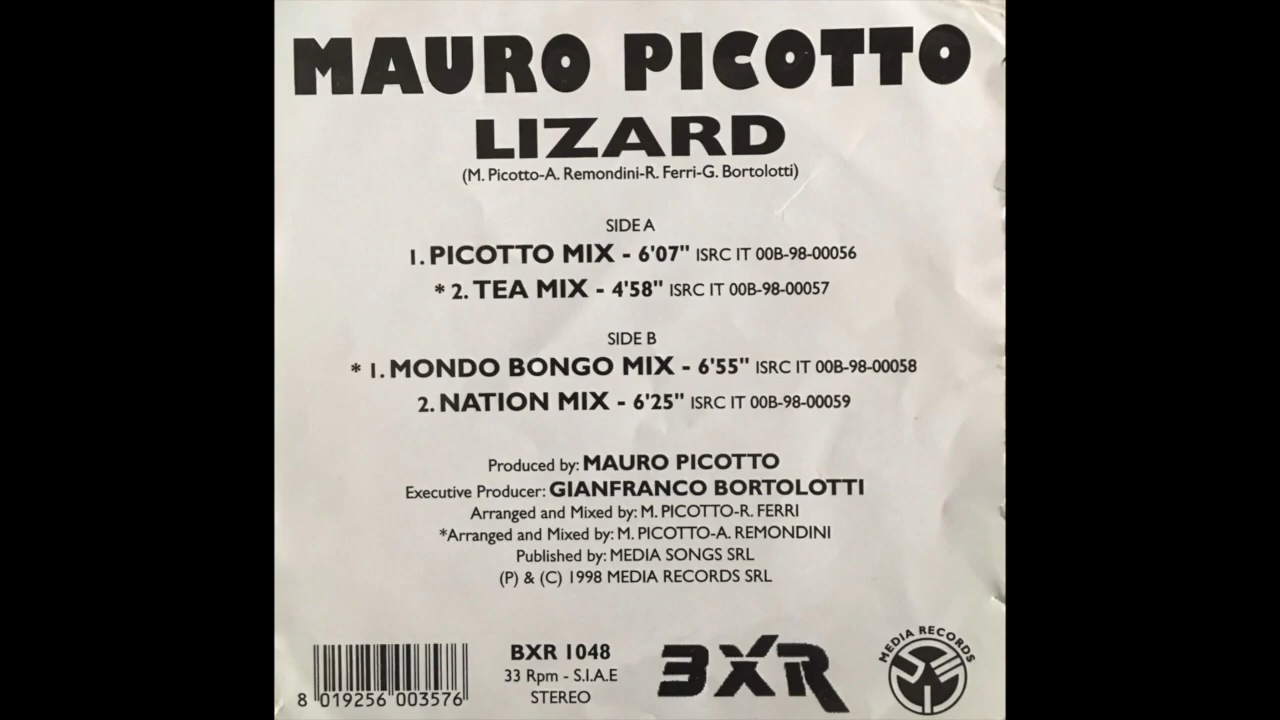 MAURO PICOTTO
LIZARD
(M. Picotto-A. Remondini-R. Ferri-G. Bortolotti)
SIDE A
1. PICOTTO MIX - 6'07" ISRC IT 00B-98-00056
* 2. TEA MIX - 4'58" ISRC IT 00B-98-00057
SIDE B
* 1. MONDO BONGO MIX - 6'55" ISRC IT 00B-98-00058
2. NATION MIX - 6'25" ISRC IT 00B-98-00059
Produced by: MAURO PICOTTO
Executive Producer: GIANFRANCO BORTOLOTTI
Arranged and Mixed by: M. PICOTTO-R. FERRI
*Arranged and Mixed by: M. PICOTTO-A. REMONDINI
Published by: MEDIA SONGS SRL
(P) & (C) 1998 MEDIA RECORDS SRL
8 019256 003576
BXR 1048
33 Rpm - S.I.A.E
STEREO
BXR
MEDIA RECORDS